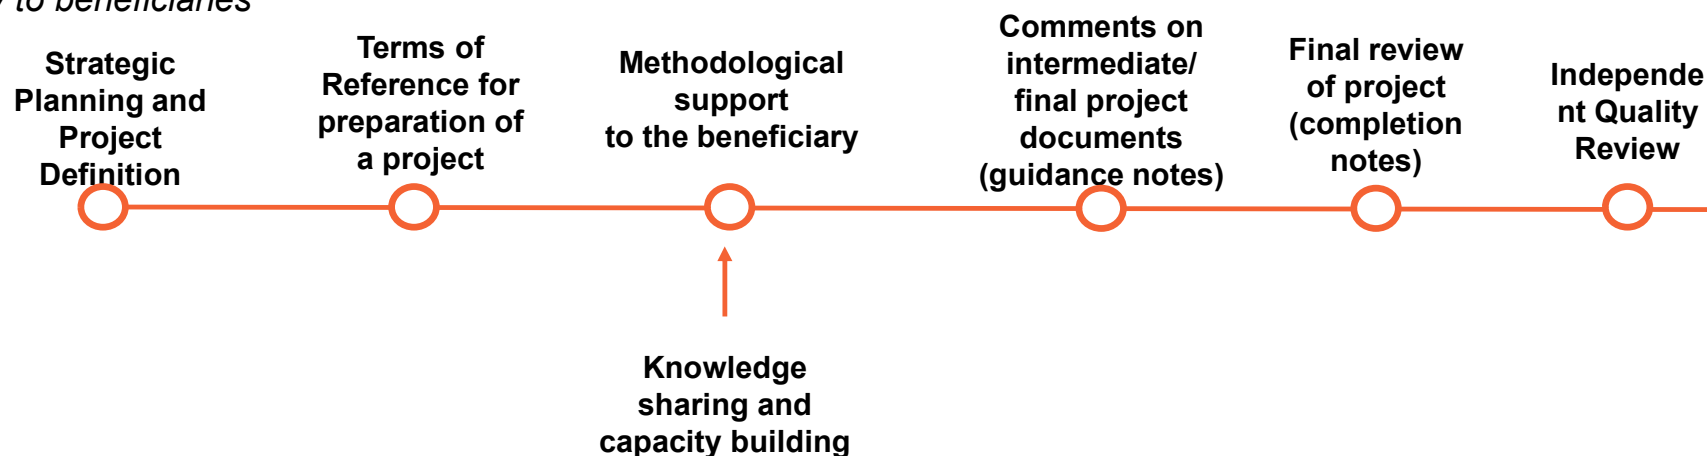 to beneficiaries
Strategic
Planning and
Project
Definition
Terms of
Reference for
preparation of
a project
Methodological
support
to the beneficiary
Comments on
intermediate/
final project
documents
(guidance notes)
Final review
of project
(completion
notes)
Independe
nt Quality
Review
Knowledge
sharing and
capacity building